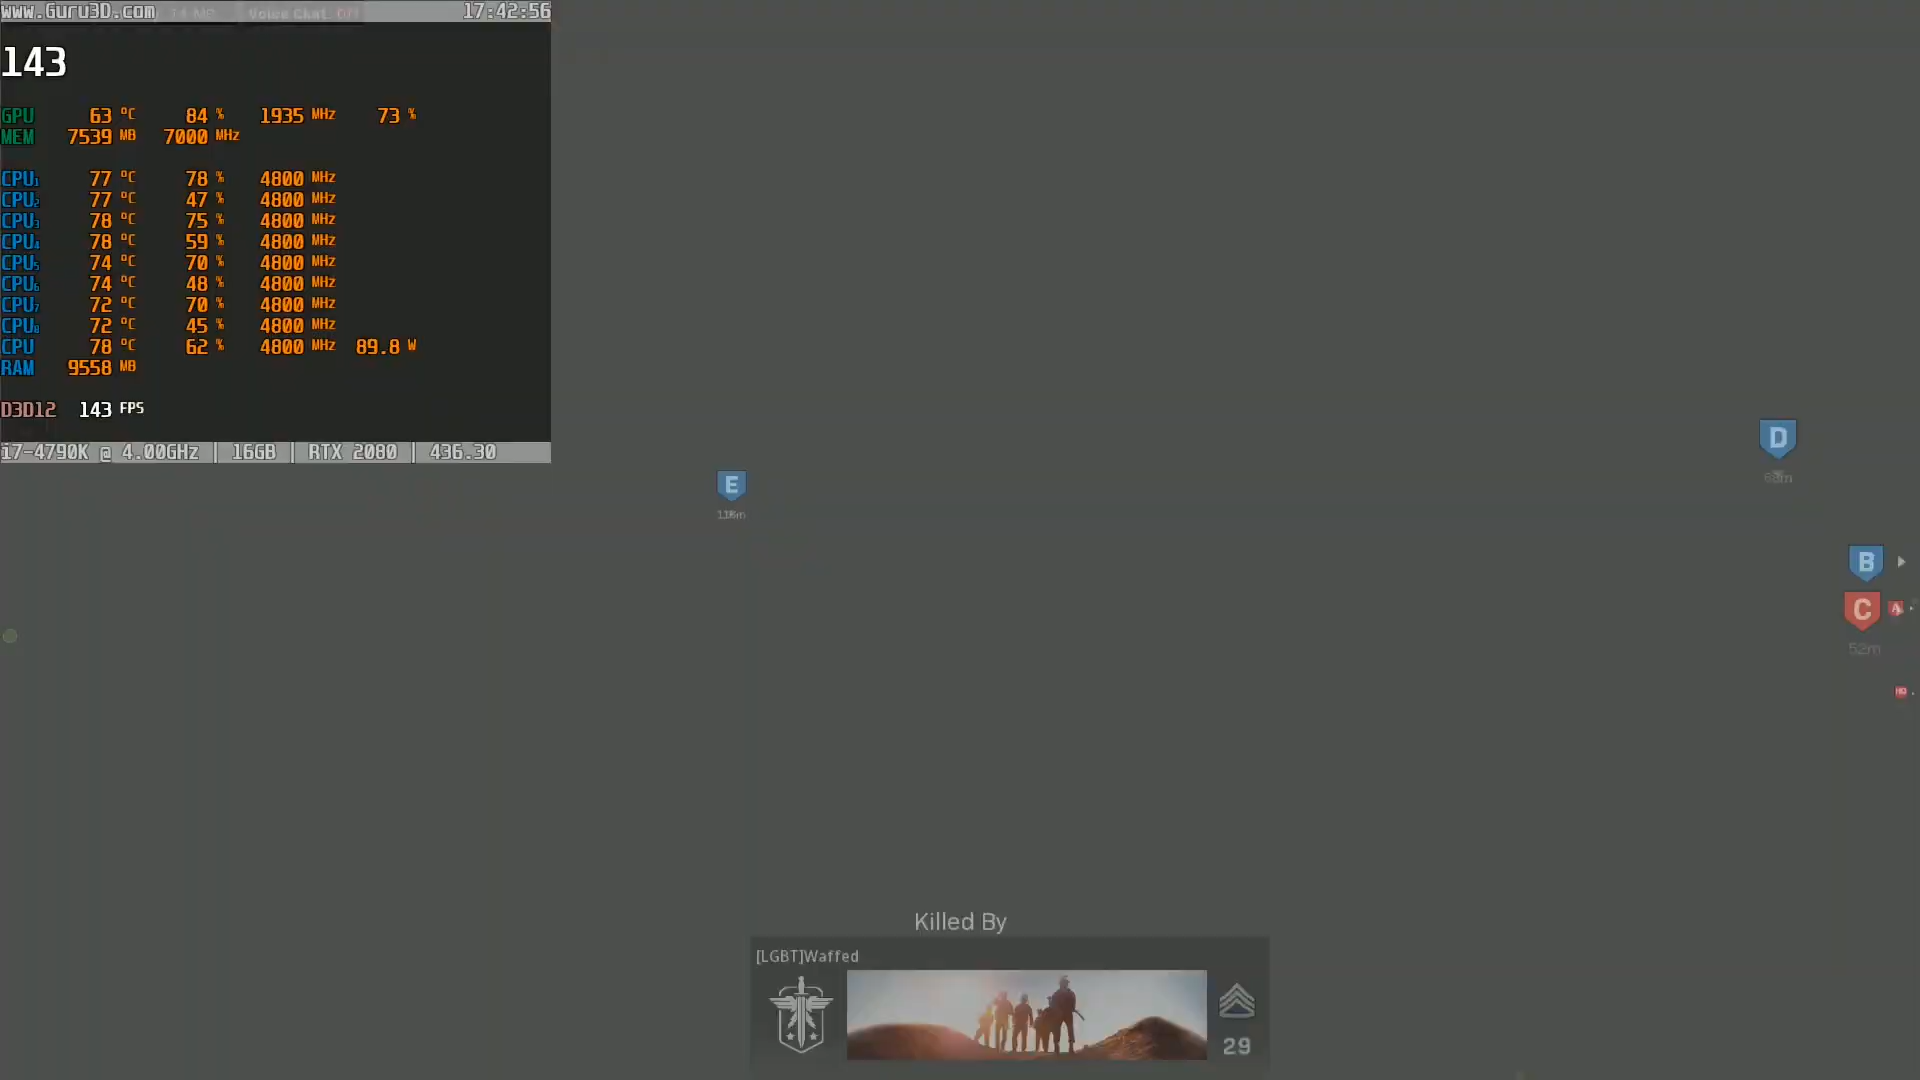 www.Guru3D.com 17:42:56
Voice Chat: Off
143
GPU 63 °C 84 % 1935 MHz 73 %
MEM 7539 MB 7000 MHz
CPU1 77 °C 78 % 4800 MHz
CPU2 77 °C 47 % 4800 MHz
CPU3 78 °C 75 % 4800 MHz
CPU4 78 °C 59 % 4800 MHz
CPU5 74 °C 70 % 4800 MHz
CPU6 74 °C 48 % 4800 MHz
CPU7 72 °C 70 % 4800 MHz
CPU8 72 °C 45 % 4800 MHz
CPU 78 °C 62 % 4800 MHz 89.8 W
RAM 9558 MB
D3D12 143 FPS
i7-4790K @ 4.00GHz | 16GB | RTX 2080 | 436.30
D
E
B
C A
52m
HQ
Killed By
[LGBT]Waffed
29